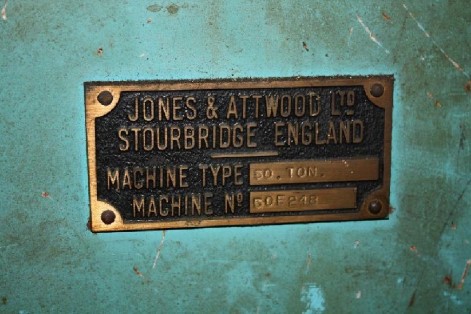 JONES & ATTWOOD LTD
STOURBRIDGE ENGLAND
MACHINE TYPE 50. TON.
MACHINE No